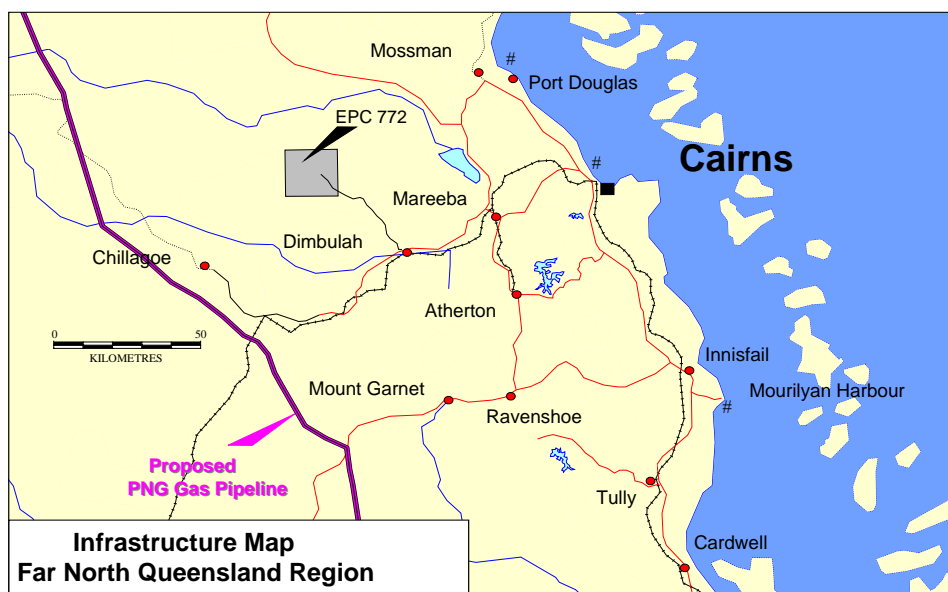 Mossman
#
Port Douglas
EPC 772
#
Cairns
Mareeba
Dimbulah
Chillagoe
Atherton
0
50
KILOMETRES
Innisfail
Mount Garnet
Mourilyan Harbour
#
Ravenshoe
Proposed
PNG Gas Pipeline
Tully
Cardwell
Infrastructure Map
Far North Queensland Region